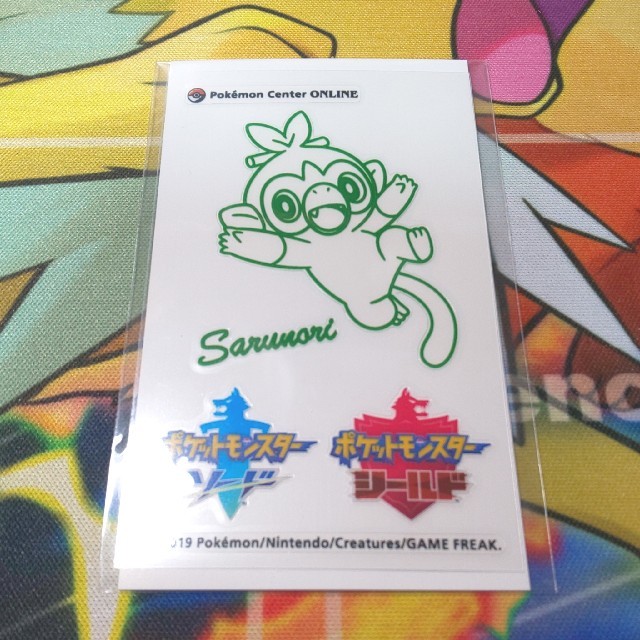 Pokémon Center ONLINE
Sarunori
ポケットモンスター
ソード
ポケットモンスター
シールド
019 Pokémon/Nintendo/Creatures/GAME FREAK.